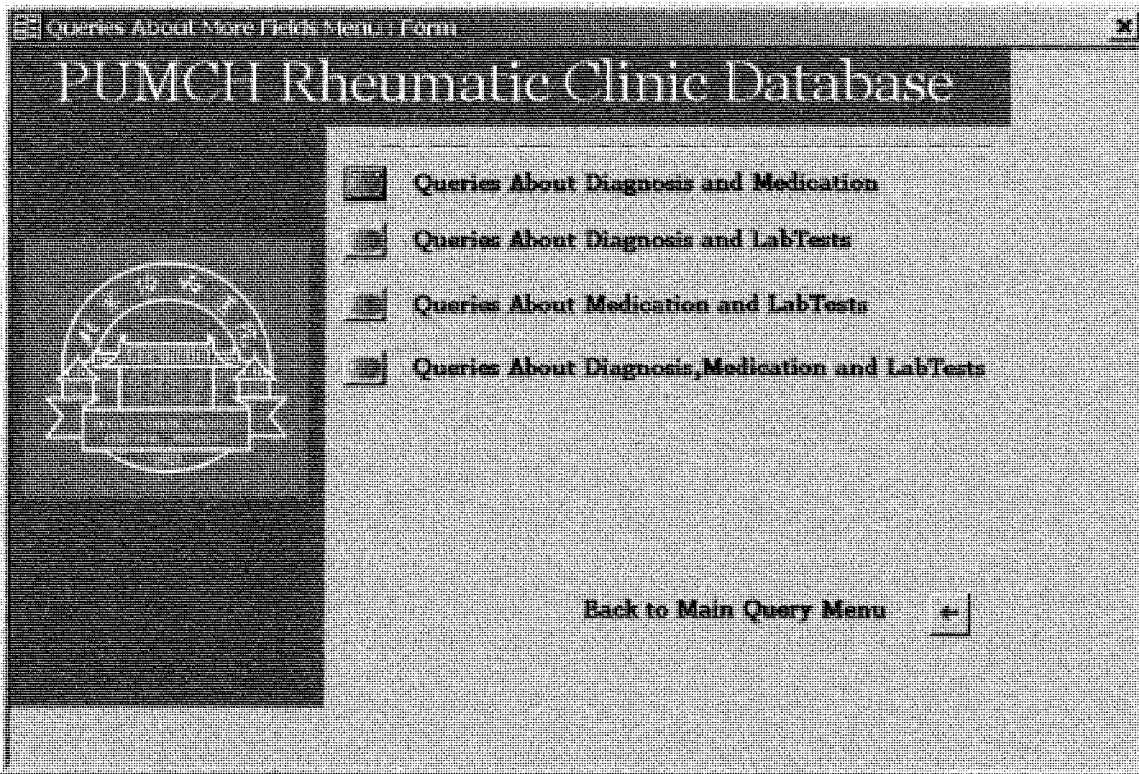 Queries About More Fields Menu : Form
PUMCH Rheumatic Clinic Database
Queries About Diagnosis and Medication
Queries About Diagnosis and LabTests
Queries About Medication and LabTests
Queries About Diagnosis,Medication and LabTests
Back to Main Query Menu